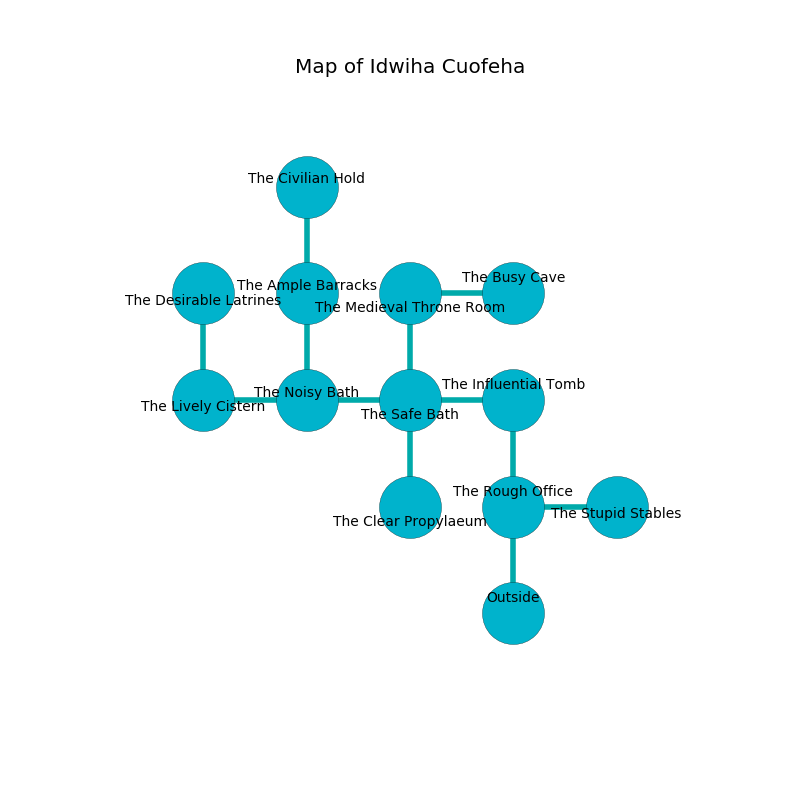 Map of Idwiha Cuofeha
The Civilian Hold
The Busy Cave
The Ample Barracks
The Desirable Latrines
The Medieval Throne Room
The Influential Tomb
The Noisy Bath
The Lively Cistern
The Safe Bath
The Rough Office
The Stupid Stables
The Clear Propylaeum
Outside